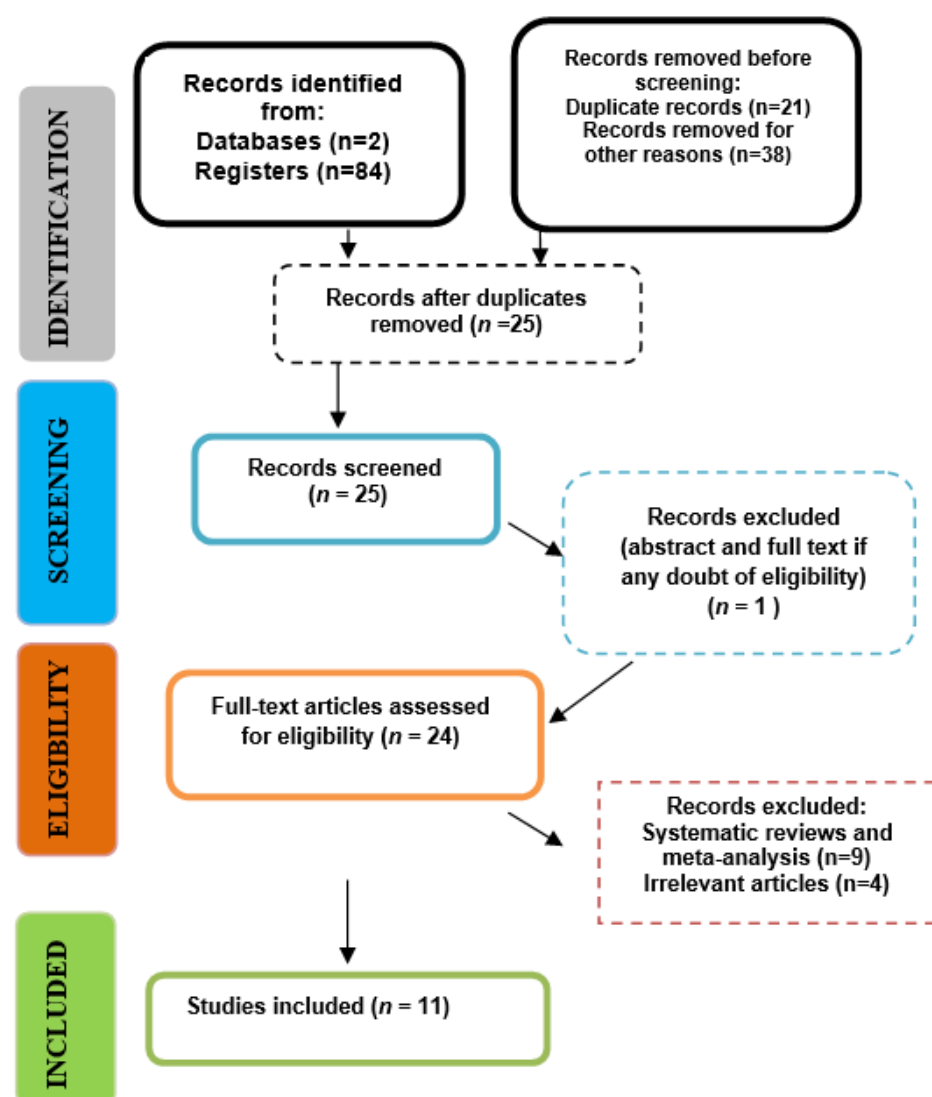 IDENTIFICATION
Records identified
from:
Databases (n=2)
Registers (n=84)
Records removed before
screening:
Duplicate records (n=21)
Records removed for
other reasons (n=38)
Records after duplicates
removed (n =25)
SCREENING
Records screened
(n = 25)
Records excluded
(abstract and full text if
any doubt of eligibility)
(n = 1 )
ELIGIBILITY
Full-text articles assessed
for eligibility (n = 24)
Records excluded:
Systematic reviews and
meta-analysis (n=9)
Irrelevant articles (n=4)
INCLUDED
Studies included (n = 11)